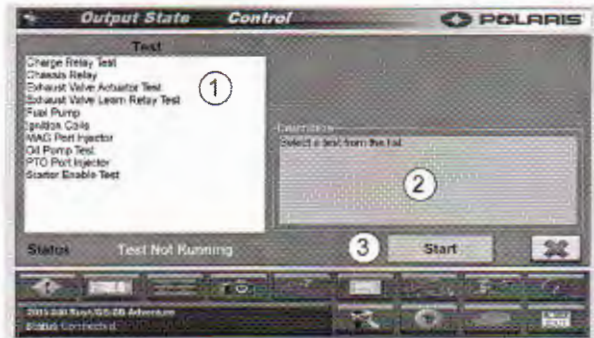 Output State Control
POLARIS
Test
Charge Relay Test
Chassis Relay
Exhaust Valve Actuator Test
Exhaust Valve Learn Relay Test
Fuel Pump
Ignition Coils
MAG Port Injector
Oil Pump Test
PTO Port Injector
Starter Enable Test
1
Description
Select a test from the list
2
Status Test Not Running
3
Start
Adventure
Status Connected